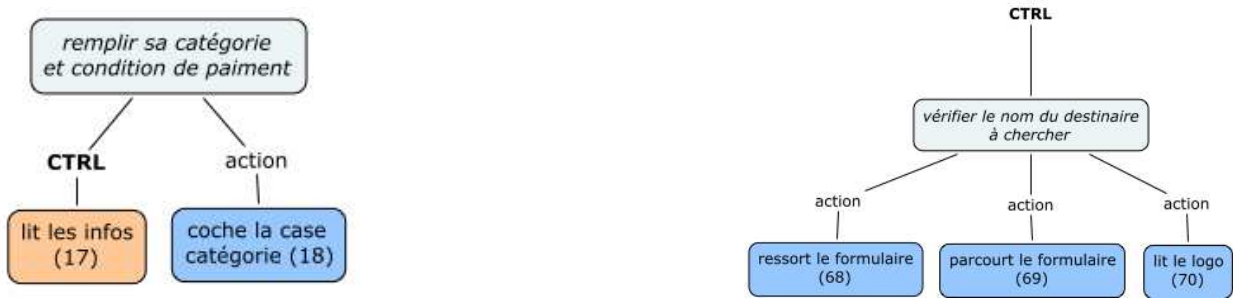 remplir sa catégorie
et condition de paiment
CTRL
action
lit les infos
(17)
coche la case
catégorie (18)
CTRL
vérifier le nom du destinaire
à chercher
action
action
action
ressort le formulaire
(68)
parcourt le formulaire
(69)
lit le logo
(70)